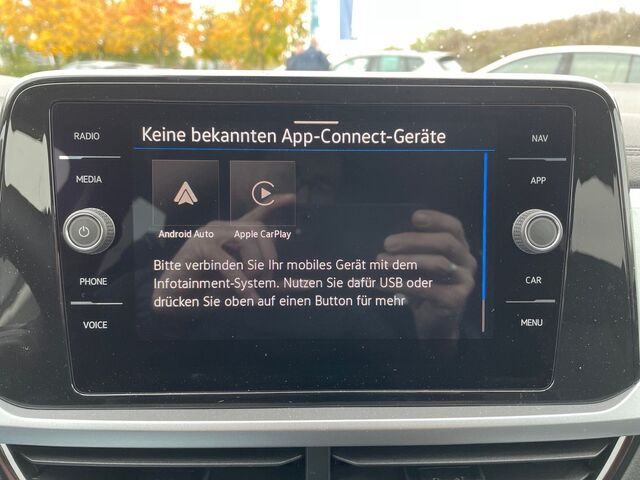 Keine bekannten App-Connect-Geräte
RADIO
MEDIA
PHONE
VOICE
Android Auto
Apple CarPlay
Bitte verbinden Sie Ihr mobiles Gerät mit dem
Infotainment-System. Nutzen Sie dafür USB oder
drücken Sie oben auf einen Button für mehr
NAV
APP
CAR
MENU